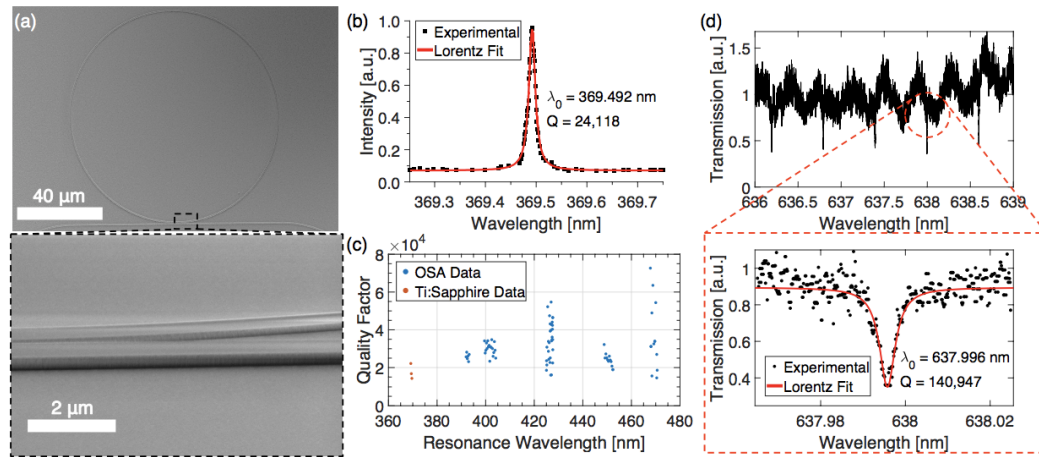 (a)
40 µm
2 µm
(b)
Intensity [a.u.]
1.0
0.8
0.6
0.4
0.2
0.0
Experimental
Lorentz Fit
λ0 = 369.492 nm
Q = 24,118
369.3 369.4 369.5 369.6 369.7
Wavelength [nm]
(c)
×10^4
Quality Factor
8
6
4
2
0
OSA Data
Ti:Sapphire Data
360 380 400 420 440 460 480
Resonance Wavelength [nm]
(d)
Transmission [a.u.]
1.5
1
0.5
0
636 636.5 637 637.5 638 638.5 639
Wavelength [nm]
Transmission [a.u.]
1
0.8
0.6
0.4
Experimental
Lorentz Fit
λ0 = 637.996 nm
Q = 140,947
637.98 638 638.02
Wavelength [nm]